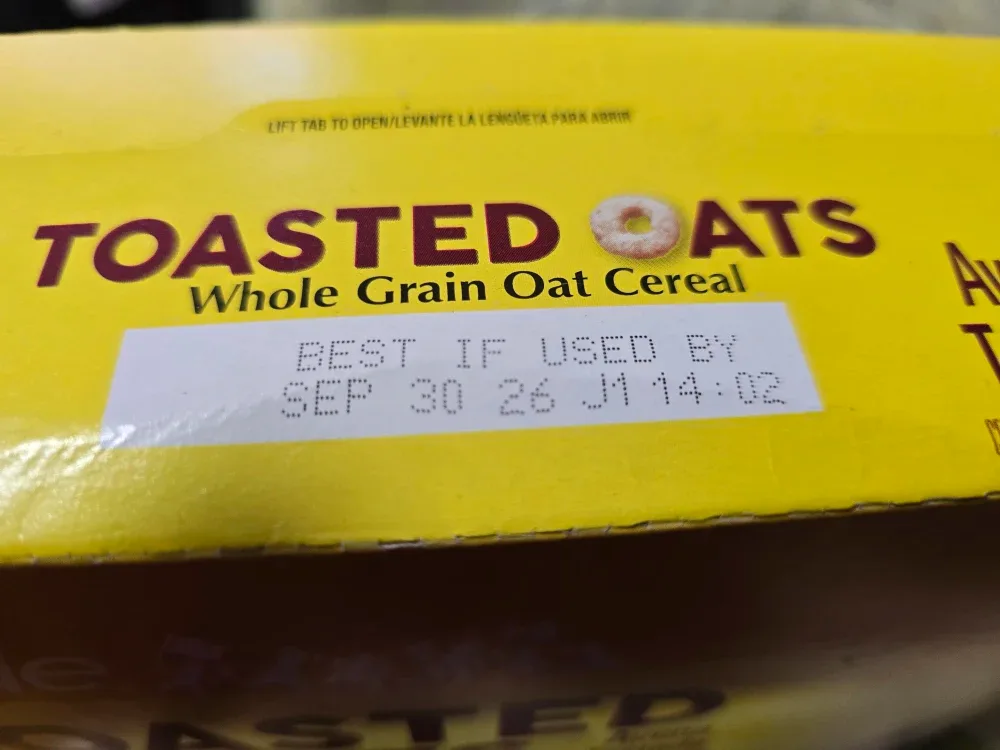 LIFT TAB TO OPEN/LEVANTE LA LENGÜETA PARA ABRIR
TOASTED OATS
Whole Grain Oat Cereal
BEST IF USED BY
SEP 30 26 J1 14:02
TOASTED